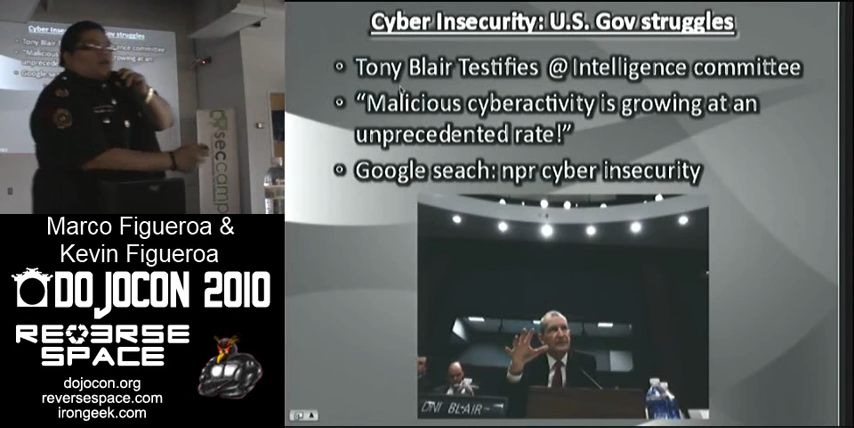 Cyber Insecurity: U.S. Gov struggles
Tony Blair Testifies @ Intelligence committee
"Malicious cyberactivity is growing at an
unprecedented rate!"
Google seach: npr cyber insecurity
DNI BLAIR
seccamp
Marco Figueroa &
Kevin Figueroa
DOJOCON 2010
REVERSE
SPACE
dojocon.org
reversespace.com
irongeek.com